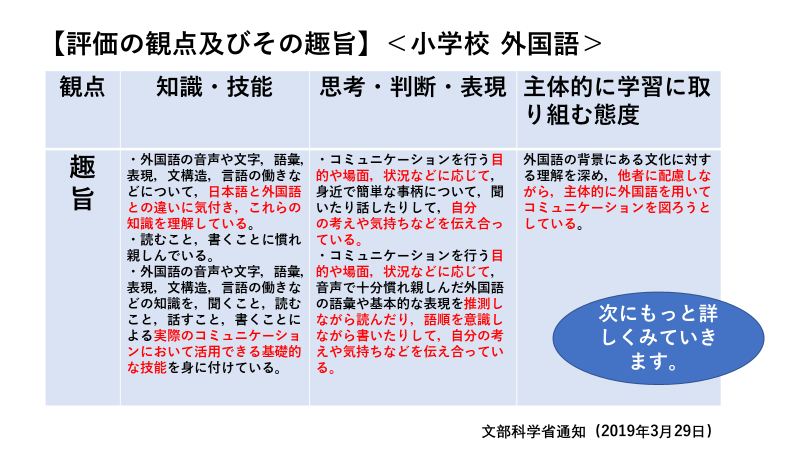 【評価の観点及びその趣旨】＜小学校 外国語＞
観点
知識・技能
思考・判断・表現
主体的に学習に取
り組む態度
趣
旨
・外国語の音声や文字，語彙，
表現，文構造，言語の働きな
どについて，日本語と外国語
との違いに気付き，これらの
知識を理解している。
・読むこと，書くことに慣れ
親しんでいる。
・外国語の音声や文字，語彙，
表現，文構造，言語の働きな
どの知識を，聞くこと，読む
こと，話すこと，書くことに
よる実際のコミュニケーショ
ンにおいて活用できる基礎的
な技能を身に付けている。
・コミュニケーションを行う目
的や場面，状況などに応じて，
身近で簡単な事柄について，聞
いたり話したりして，自分
の考えや気持ちなどを伝え合っ
ている。
・コミュニケーションを行う目
的や場面，状況などに応じて，
音声で十分慣れ親しんだ外国語
の語彙や基本的な表現を推測し
ながら読んだり，語順を意識し
ながら書いたりして，自分の考
えや気持ちなどを伝え合ってい
る。
外国語の背景にある文化に対す
る理解を深め，他者に配慮しな
がら，主体的に外国語を用いて
コミュニケーションを図ろうと
している。
次にもっと詳
しくみていき
ます。
文部科学省通知（2019年3月29日）